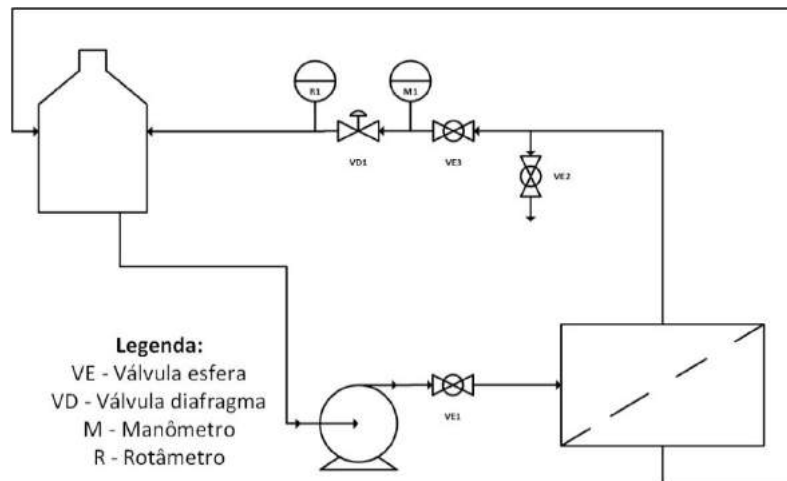 R1
M1
VD1
VE3
VE2
Legenda:
VE - Válvula esfera
VD - Válvula diafragma
M - Manômetro
R - Rotâmetro
VE1